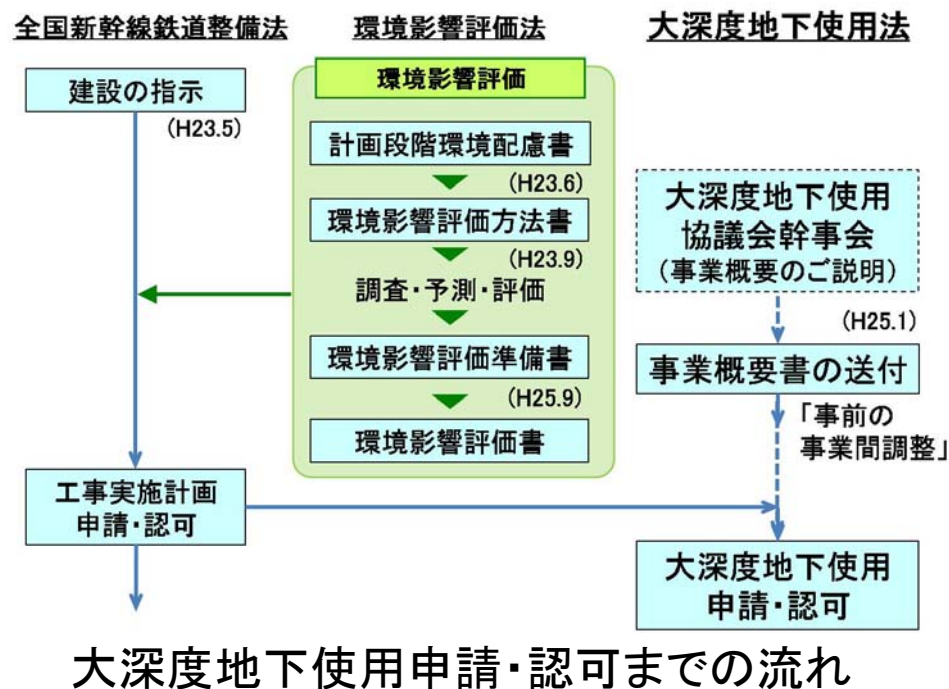 全国新幹線鉄道整備法
建設の指示
(H23.5)
工事実施計画
申請・認可
環境影響評価法
環境影響評価
計画段階環境配慮書
(H23.6)
環境影響評価方法書
(H23.9)
調査・予測・評価
環境影響評価準備書
(H25.9)
環境影響評価書
大深度地下使用法
大深度地下使用
協議会幹事会
(事業概要のご説明)
(H25.1)
事業概要書の送付
「事前の
事業間調整」
大深度地下使用
申請・認可
大深度地下使用申請・認可までの流れ